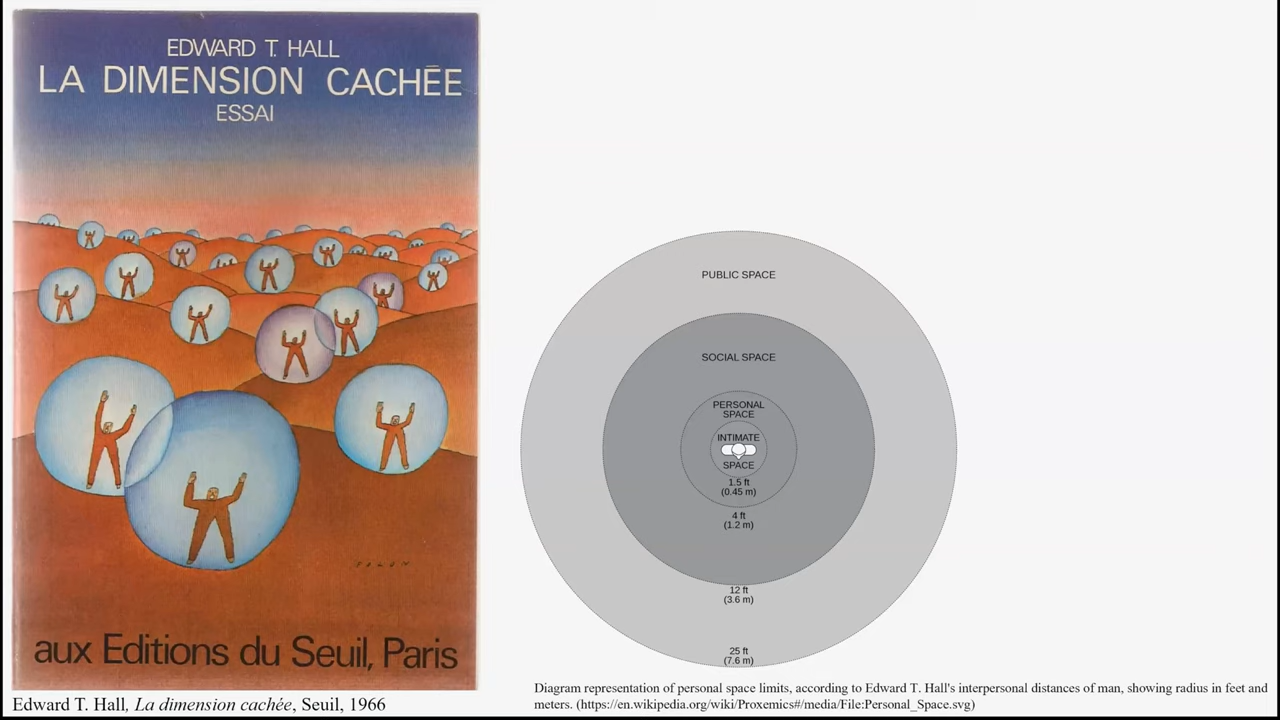 EDWARD T. HALL
LA DIMENSION CACHÉE
ESSAI
FOLON
aux Editions du Seuil, Paris
Edward T. Hall, La dimension cachée, Seuil, 1966
PUBLIC SPACE
SOCIAL SPACE
PERSONAL
SPACE
INTIMATE
SPACE
1.5 ft
(0.45 m)
4 ft
(1.2 m)
12 ft
(3.6 m)
25 ft
(7.6 m)
Diagram representation of personal space limits, according to Edward T. Hall's interpersonal distances of man, showing radius in feet and
meters. (https://en.wikipedia.org/wiki/Proxemics#/media/File:Personal_Space.svg)